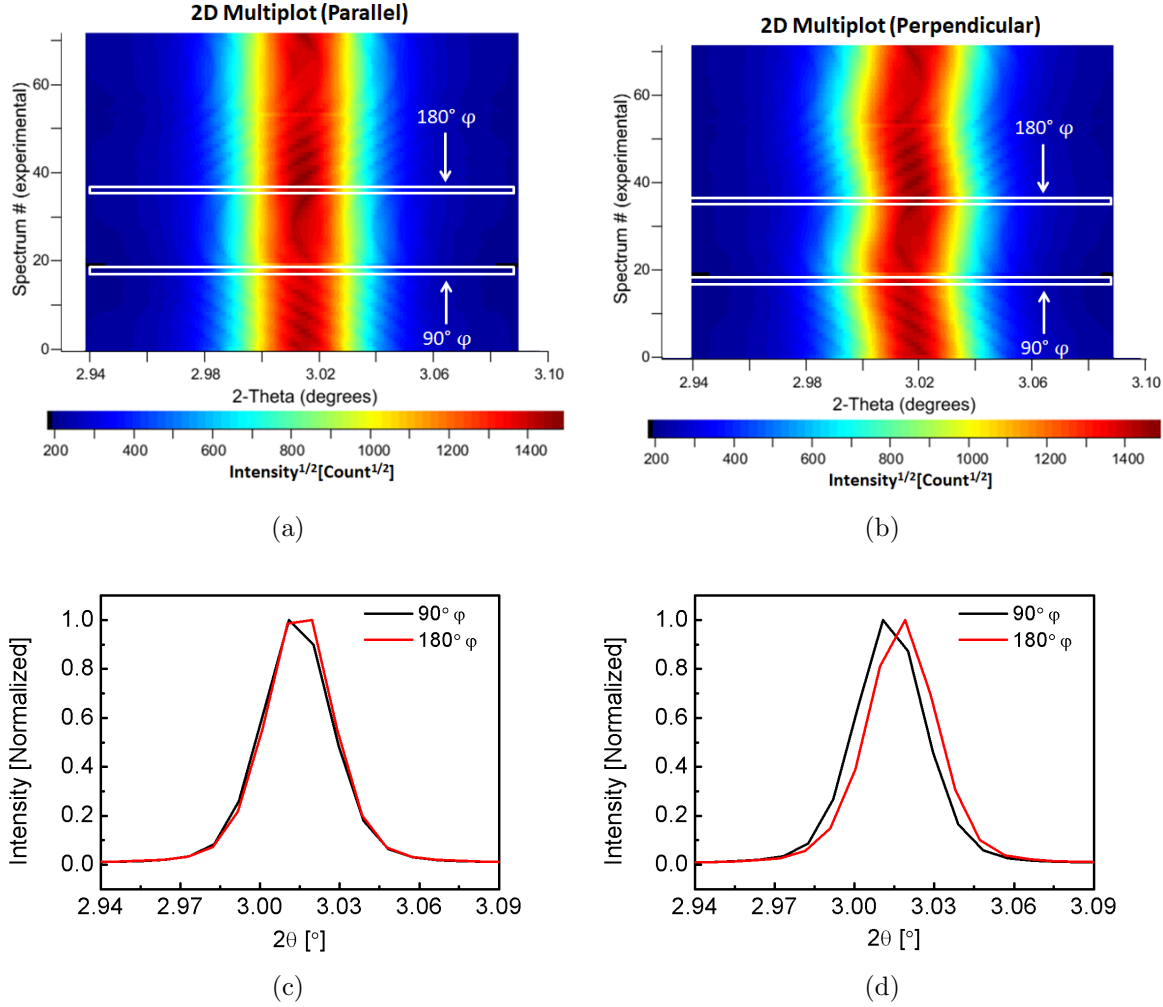 2D Multiplot (Parallel)
Spectrum # (experimental)
60
40
20
0
180° φ
90° φ
2.94 2.98 3.02 3.06 3.10
2-Theta (degrees)
200 400 600 800 1000 1200 1400
Intensity1/2[Count1/2]
(a)
2D Multiplot (Perpendicular)
Spectrum # (experimental)
60
40
20
0
180° φ
90° φ
2.94 2.98 3.02 3.06 3.10
2-Theta (degrees)
200 400 600 800 1000 1200 1400
Intensity1/2[Count1/2]
(b)
Intensity [Normalized]
1.0
0.8
0.6
0.4
0.2
0.0
90° φ
180° φ
2.94 2.97 3.00 3.03 3.06 3.09
2θ [°]
(c)
Intensity [Normalized]
1.0
0.8
0.6
0.4
0.2
0.0
90° φ
180° φ
2.94 2.97 3.00 3.03 3.06 3.09
2θ [°]
(d)